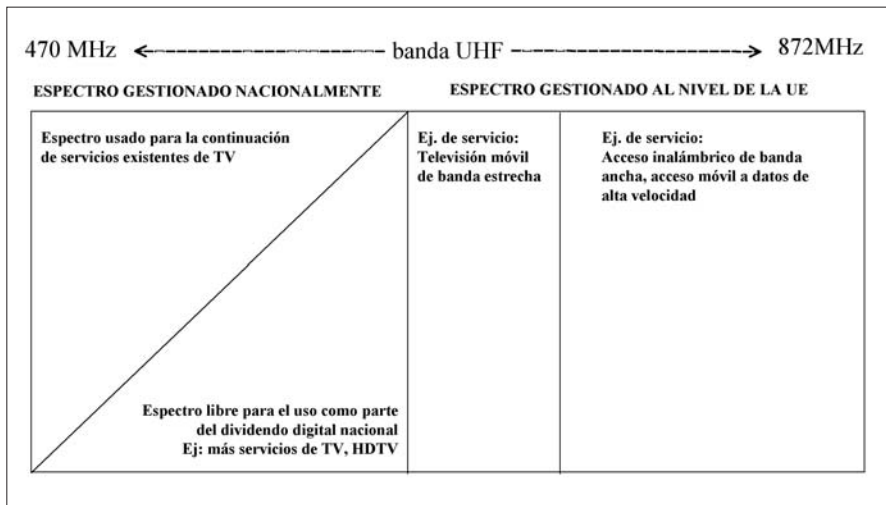 470 MHz <-------------------- banda UHF --------------------> 872MHz
ESPECTRO GESTIONADO NACIONALMENTE
ESPECTRO GESTIONADO AL NIVEL DE LA UE
Espectro usado para la continuación
de servicios existentes de TV
Espectro libre para el uso como parte
del dividendo digital nacional
Ej: más servicios de TV, HDTV
Ej. de servicio:
Televisión móvil
de banda estrecha
Ej. de servicio:
Acceso inalámbrico de banda
ancha, acceso móvil a datos de
alta velocidad